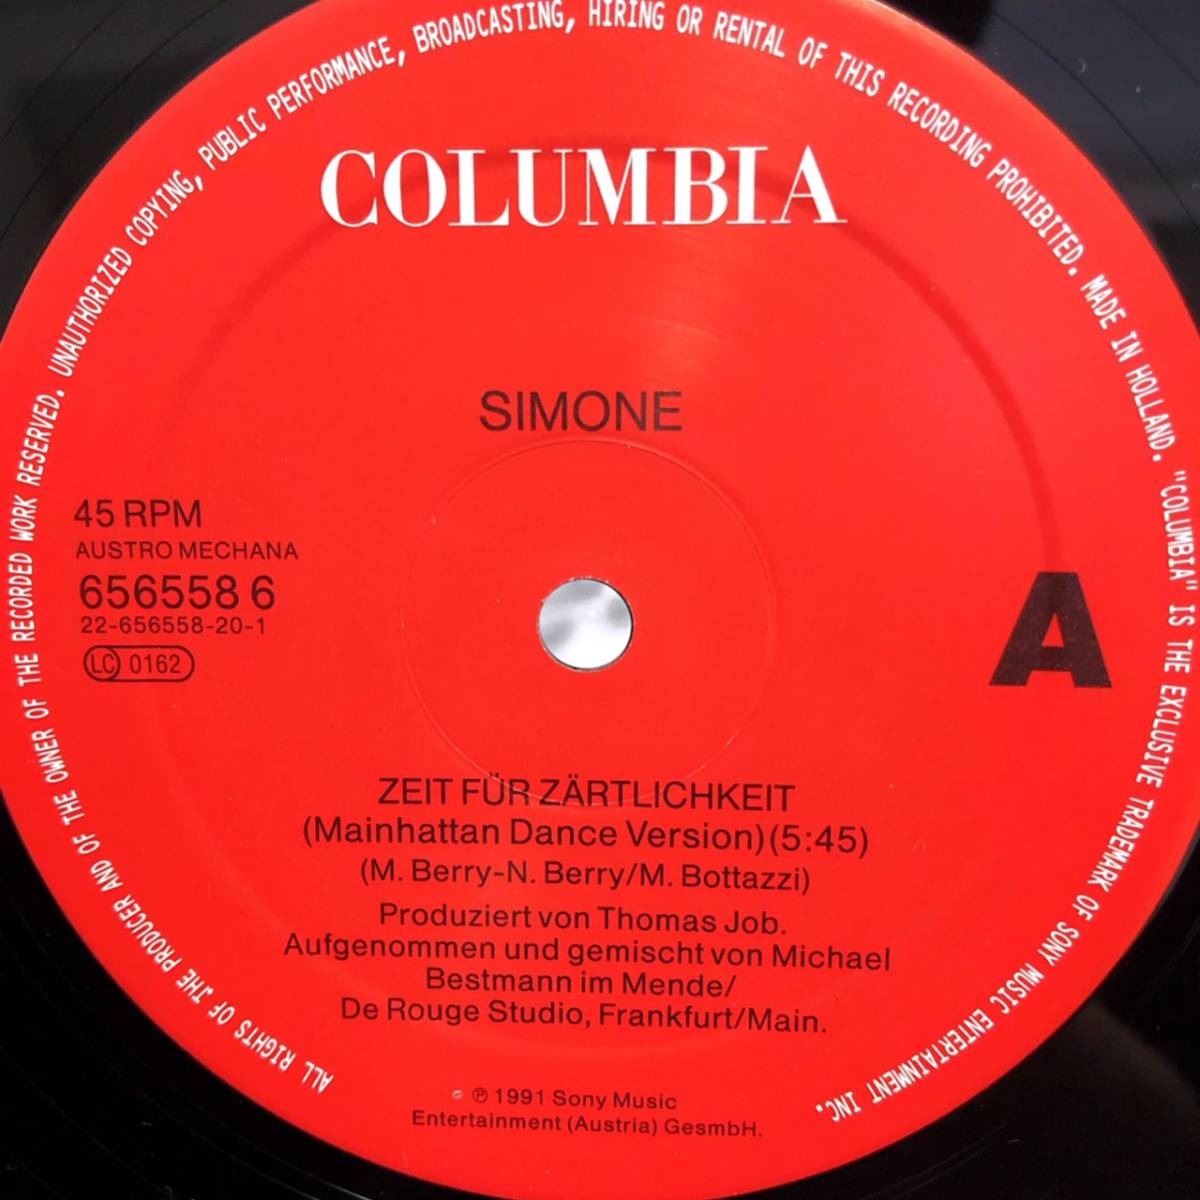 ALL RIGHTS OF THE PRODUCER AND OF THE OWNER OF THE RECORDED WORK RESERVED. UNAUTHORIZED COPYING, PUBLIC PERFORMANCE, BROADCASTING, HIRING OR RENTAL OF THIS RECORDING PROHIBITED. MADE IN HOLLAND. "COLUMBIA" IS THE EXCLUSIVE TRADEMARK OF SONY MUSIC ENTERTAINMENT INC.
COLUMBIA
SIMONE
45 RPM
AUSTRO MECHANA
656558 6
22-656558-20-1
LC 0162
A
ZEIT FÜR ZÄRTLICHKEIT
(Mainhattan Dance Version)(5:45)
(M. Berry-N. Berry/M. Bottazzi)
Produziert von Thomas Job.
Aufgenommen und gemischt von Michael
Bestmann im Mende/
De Rouge Studio, Frankfurt/Main.
℗ 1991 Sony Music
Entertainment (Austria) GesmbH.